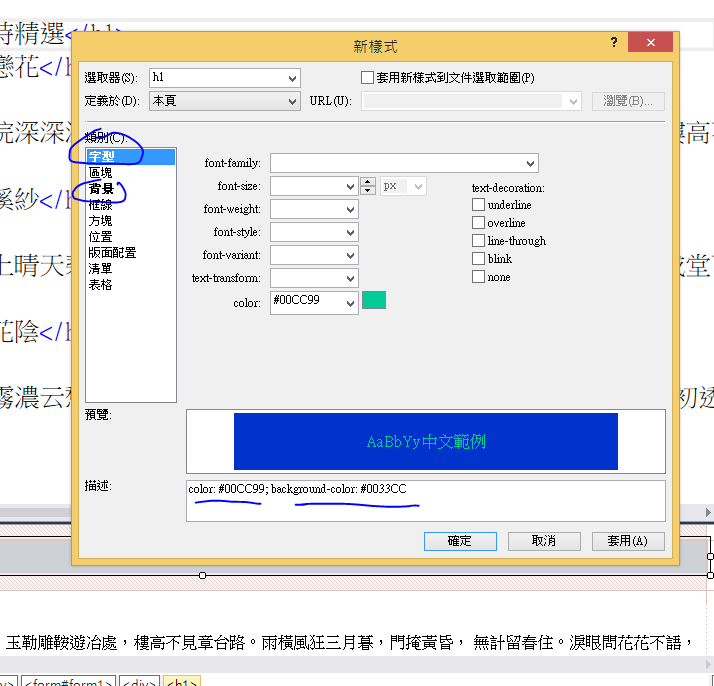 詩精選</h1>
新樣式
? ×
戀花</h
選取器(S): h1 套用新樣式到文件選取範圍(P)
定義於(D): 本頁 URL(U): 瀏覽(B)...
院深深
樓高
類別(C):
字型
區塊
背景
框線
方塊
位置
版面配置
清單
表格
font-family:
font-size: px
font-weight:
font-style:
font-variant:
text-transform:
color: #00CC99
text-decoration:
underline
overline
line-through
blink
none
溪紗</h
上晴天
堂
花陰</h
霧濃云
初透
預覽:
AaBbYy中文範例
描述:
color: #00CC99; background-color: #0033CC
確定 取消 套用(A)
玉勒雕鞍遊冶處，樓高不見章台路。雨橫風狂三月暮，門掩黃昏， 無計留春住。淚眼問花花不語，
<form#form1> <div> <h1>